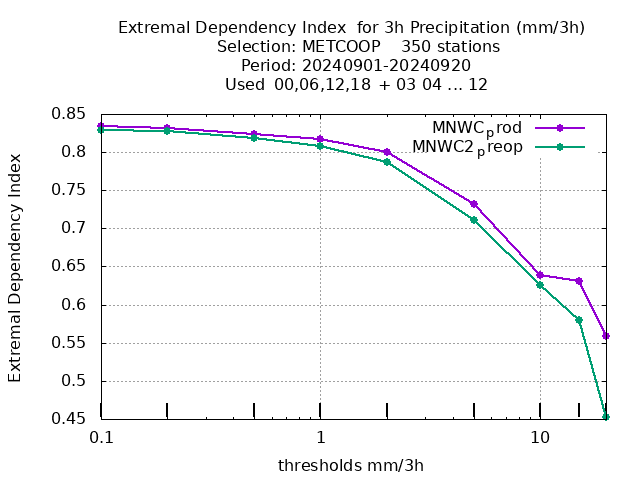 Extremal Dependency Index  for 3h Precipitation (mm/3h)
Selection: METCOOP    350 stations
Period: 20240901-20240920
Used  00,06,12,18 + 03 04 ... 12
MNWCprod
MNWC2preop
Extremal Dependency Index
0.85
0.8
0.75
0.7
0.65
0.6
0.55
0.5
0.45
0.1 1 10
thresholds mm/3h